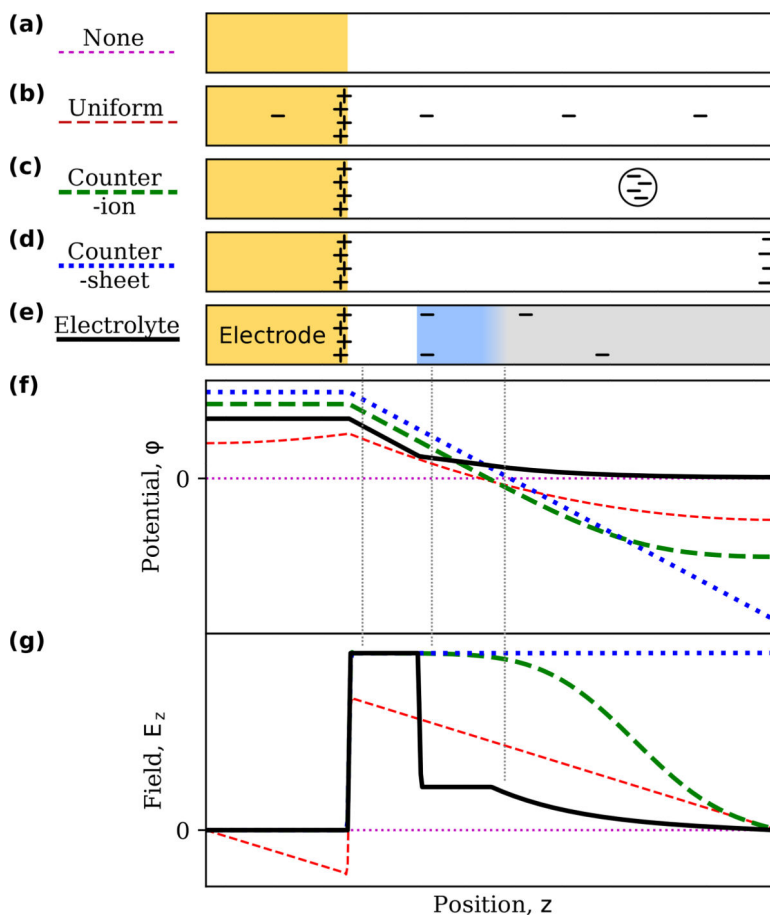 (a)
None
(b)
Uniform
(c)
Counter
-ion
(d)
Counter
-sheet
(e)
Electrolyte
Electrode
(f)
Potential, φ
0
(g)
Field, E_z
0
Position, z